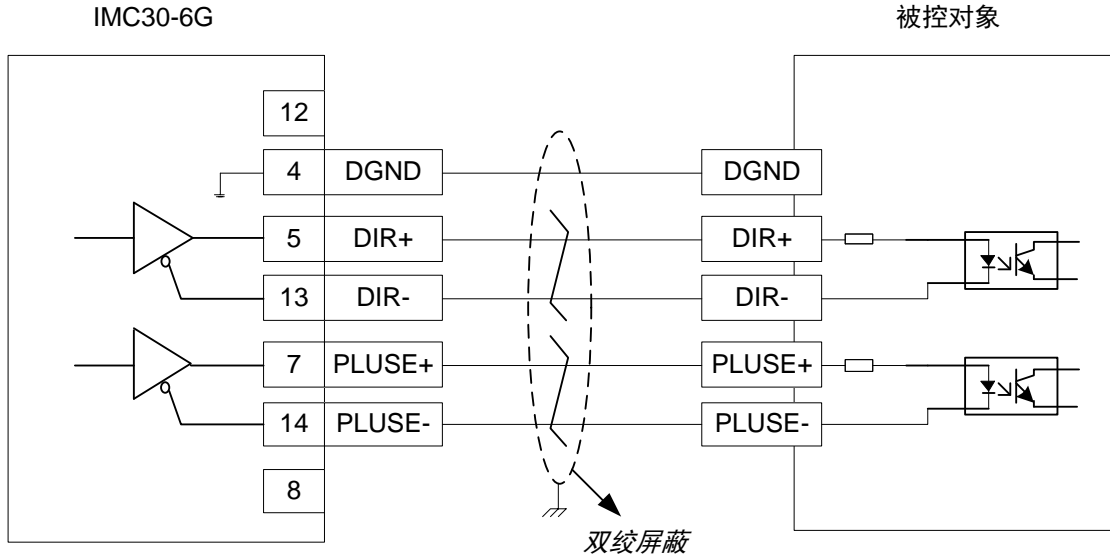 IMC30-6G
被控对象
12
4 DGND DGND
5 DIR+ DIR+
13 DIR- DIR-
7 PLUSE+ PLUSE+
14 PLUSE- PLUSE-
8
双绞屏蔽